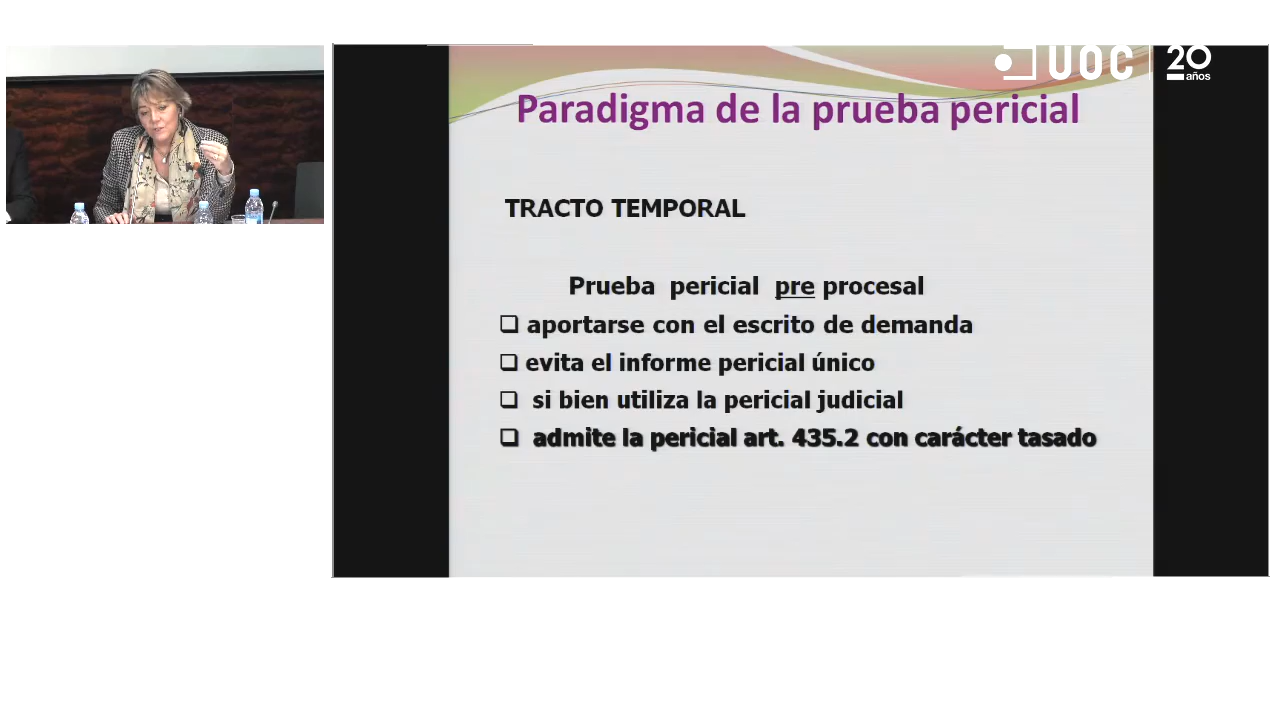 UOC
20
años
Paradigma de la prueba pericial
TRACTO TEMPORAL
Prueba pericial pre procesal
❑ aportarse con el escrito de demanda
❑ evita el informe pericial único
❑ si bien utiliza la pericial judicial
❑ admite la pericial art. 435.2 con carácter tasado